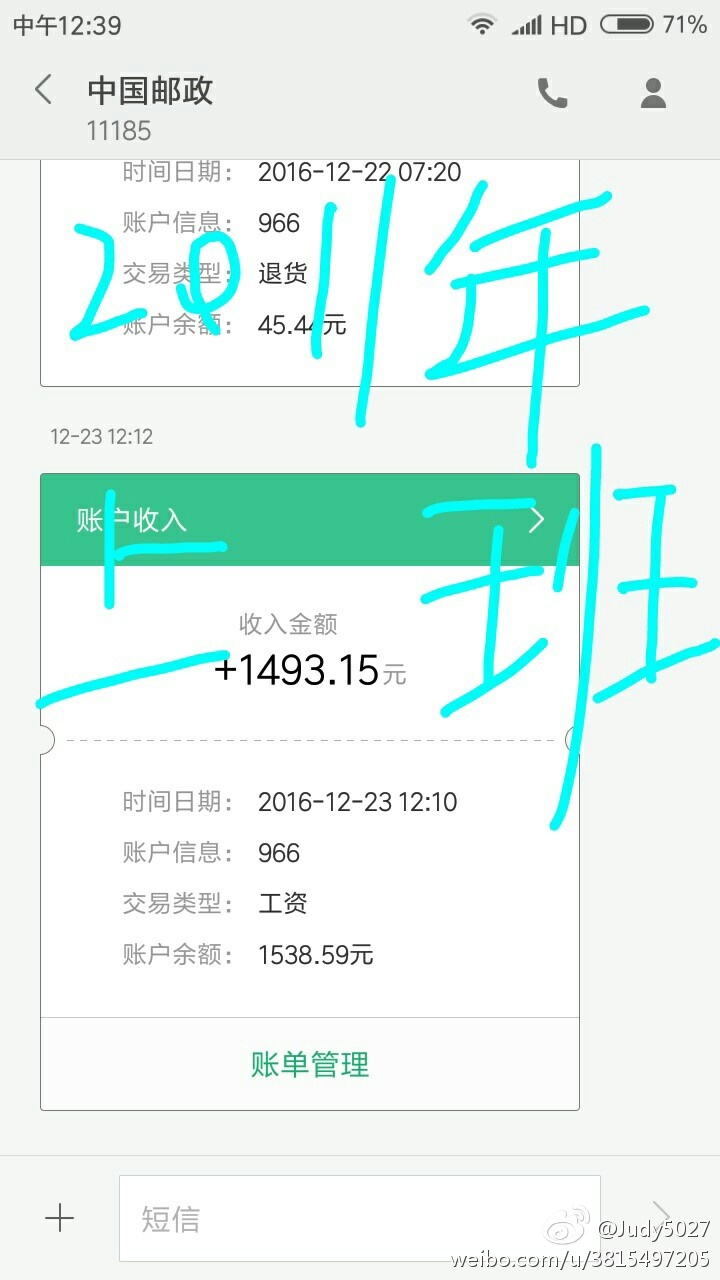 中午12:39 HD 71%
中国邮政
11185
时间日期： 2016-12-22 07:20
账户信息： 966
交易类型： 退货
账户余额： 45.44元
2011年
12-23 12:12
账户收入
上班
收入金额
+1493.15元
时间日期： 2016-12-23 12:10
账户信息： 966
交易类型： 工资
账户余额： 1538.59元
账单管理
短信
@Judy5027
weibo.com/u/3815497205